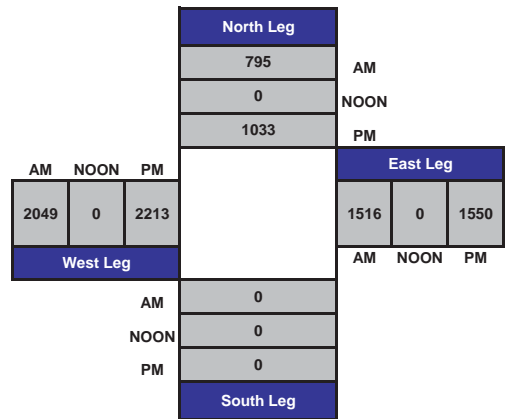 North Leg
795 AM
0 NOON
1033 PM
AM NOON PM
East Leg
2049 0 2213
1516 0 1550
West Leg
AM NOON PM
AM 0
NOON 0
PM 0
South Leg